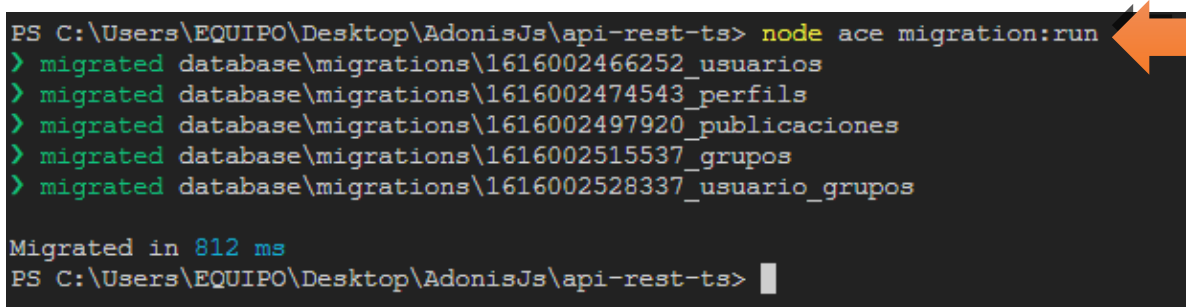 PS C:\Users\EQUIPO\Desktop\AdonisJs\api-rest-ts> node ace migration:run
❯ migrated database\migrations\1616002466252_usuarios
❯ migrated database\migrations\1616002474543_perfils
❯ migrated database\migrations\1616002497920_publicaciones
❯ migrated database\migrations\1616002515537_grupos
❯ migrated database\migrations\1616002528337_usuario_grupos
Migrated in 812 ms
PS C:\Users\EQUIPO\Desktop\AdonisJs\api-rest-ts>